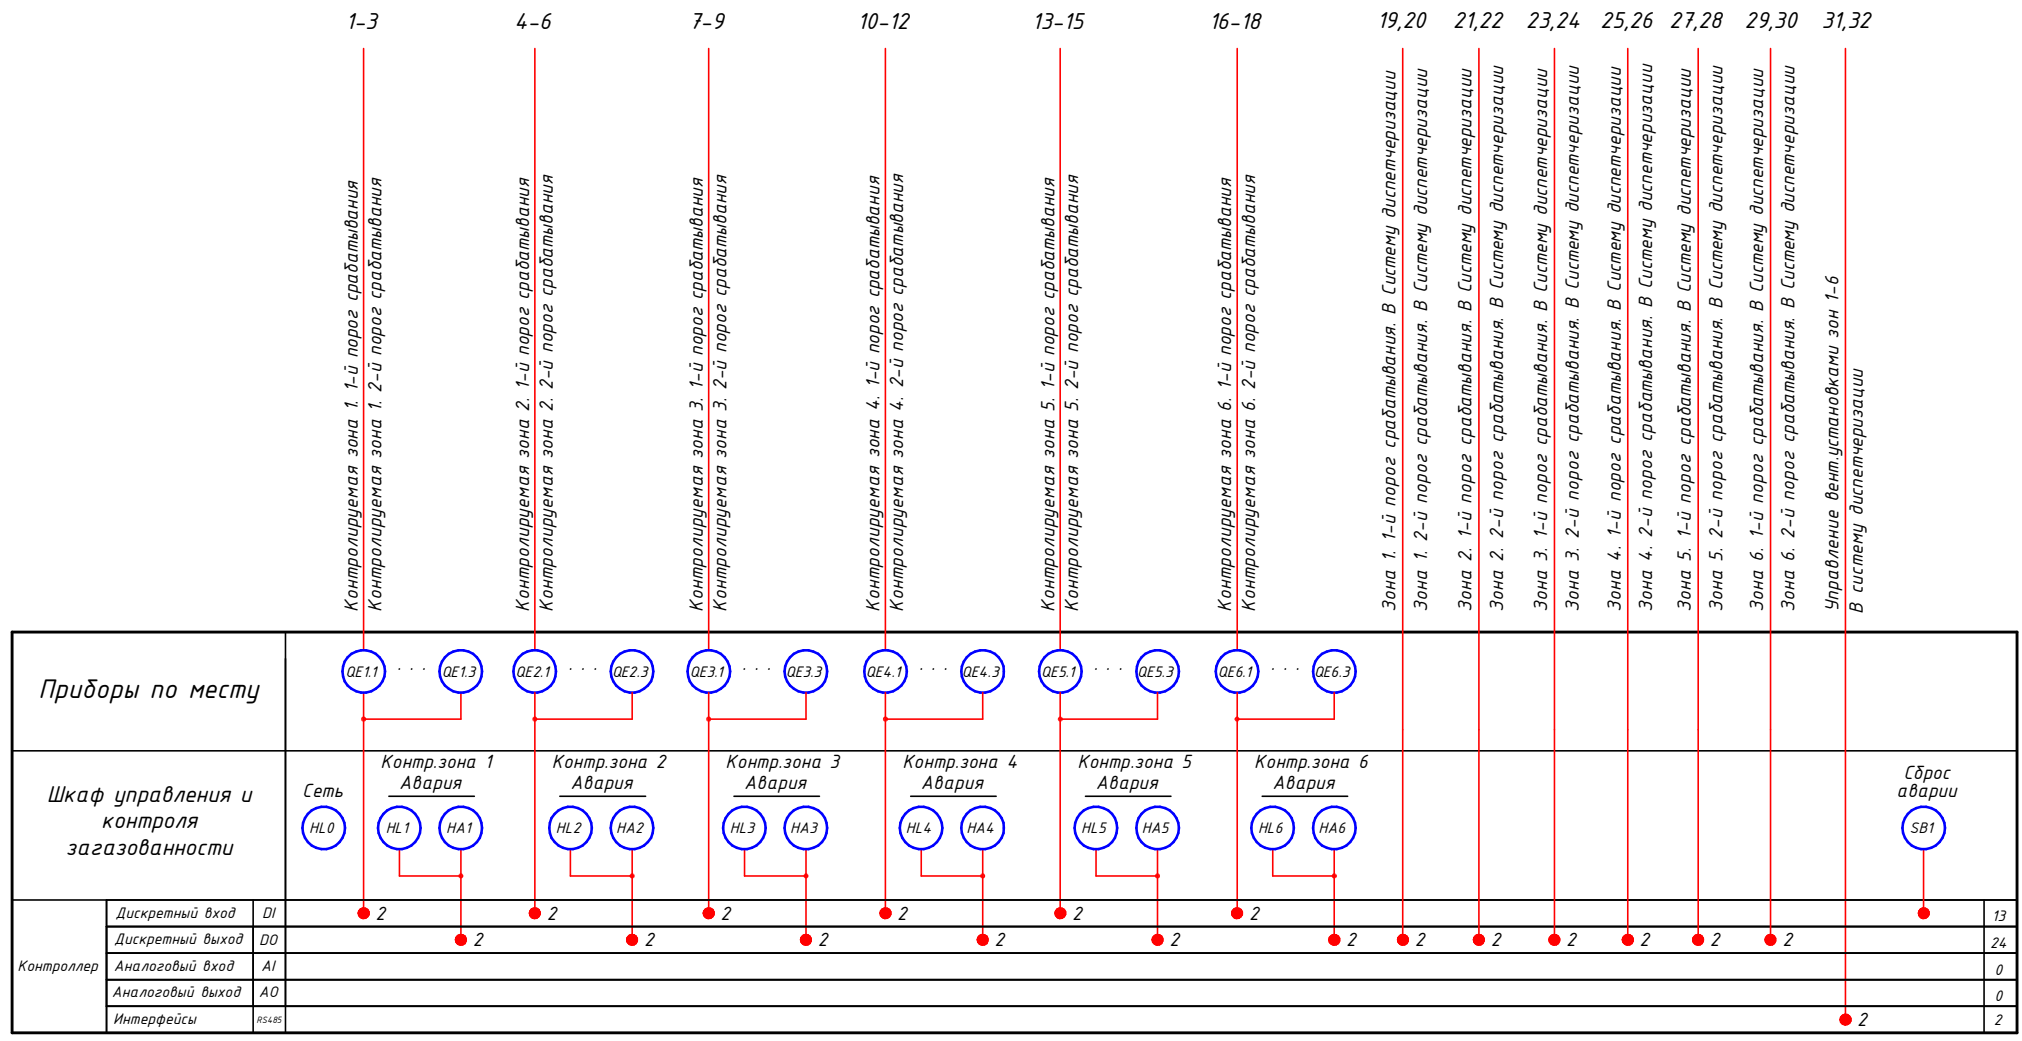 1-3
4-6
7-9
10-12
13-15
16-18
19,20
21,22
23,24
25,26
27,28
29,30
31,32
Контролируемая зона 1. 1-й порог срабатывания
Контролируемая зона 1. 2-й порог срабатывания
Контролируемая зона 2. 1-й порог срабатывания
Контролируемая зона 2. 2-й порог срабатывания
Контролируемая зона 3. 1-й порог срабатывания
Контролируемая зона 3. 2-й порог срабатывания
Контролируемая зона 4. 1-й порог срабатывания
Контролируемая зона 4. 2-й порог срабатывания
Контролируемая зона 5. 1-й порог срабатывания
Контролируемая зона 5. 2-й порог срабатывания
Контролируемая зона 6. 1-й порог срабатывания
Контролируемая зона 6. 2-й порог срабатывания
Зона 1. 1-й порог срабатывания. В Систему диспетчеризации
Зона 1. 2-й порог срабатывания. В Систему диспетчеризации
Зона 2. 1-й порог срабатывания. В Систему диспетчеризации
Зона 2. 2-й порог срабатывания. В Систему диспетчеризации
Зона 3. 1-й порог срабатывания. В Систему диспетчеризации
Зона 3. 2-й порог срабатывания. В Систему диспетчеризации
Зона 4. 1-й порог срабатывания. В Систему диспетчеризации
Зона 4. 2-й порог срабатывания. В Систему диспетчеризации
Зона 5. 1-й порог срабатывания. В Систему диспетчеризации
Зона 5. 2-й порог срабатывания. В Систему диспетчеризации
Зона 6. 1-й порог срабатывания. В Систему диспетчеризации
Зона 6. 2-й порог срабатывания. В Систему диспетчеризации
Управление вент.установками зон 1-6
В систему диспетчеризации
Приборы по месту
QE1.1 · · · QE1.3
QE2.1 · · · QE2.3
QE3.1 · · · QE3.3
QE4.1 · · · QE4.3
QE5.1 · · · QE5.3
QE6.1 · · · QE6.3
Шкаф управления и
контроля
загазованности
Сеть
HL0
Контр.зона 1
Авария
HL1 HA1
Контр.зона 2
Авария
HL2 HA2
Контр.зона 3
Авария
HL3 HA3
Контр.зона 4
Авария
HL4 HA4
Контр.зона 5
Авария
HL5 HA5
Контр.зона 6
Авария
HL6 HA6
Сброс
аварии
SB1
Контроллер
Дискретный вход DI 2 2 2 2 2 2 13
Дискретный выход DO 2 2 2 2 2 2 2 2 2 2 2 2 24
Аналоговый вход AI 0
Аналоговый выход AO 0
Интерфейсы RS485 2 2